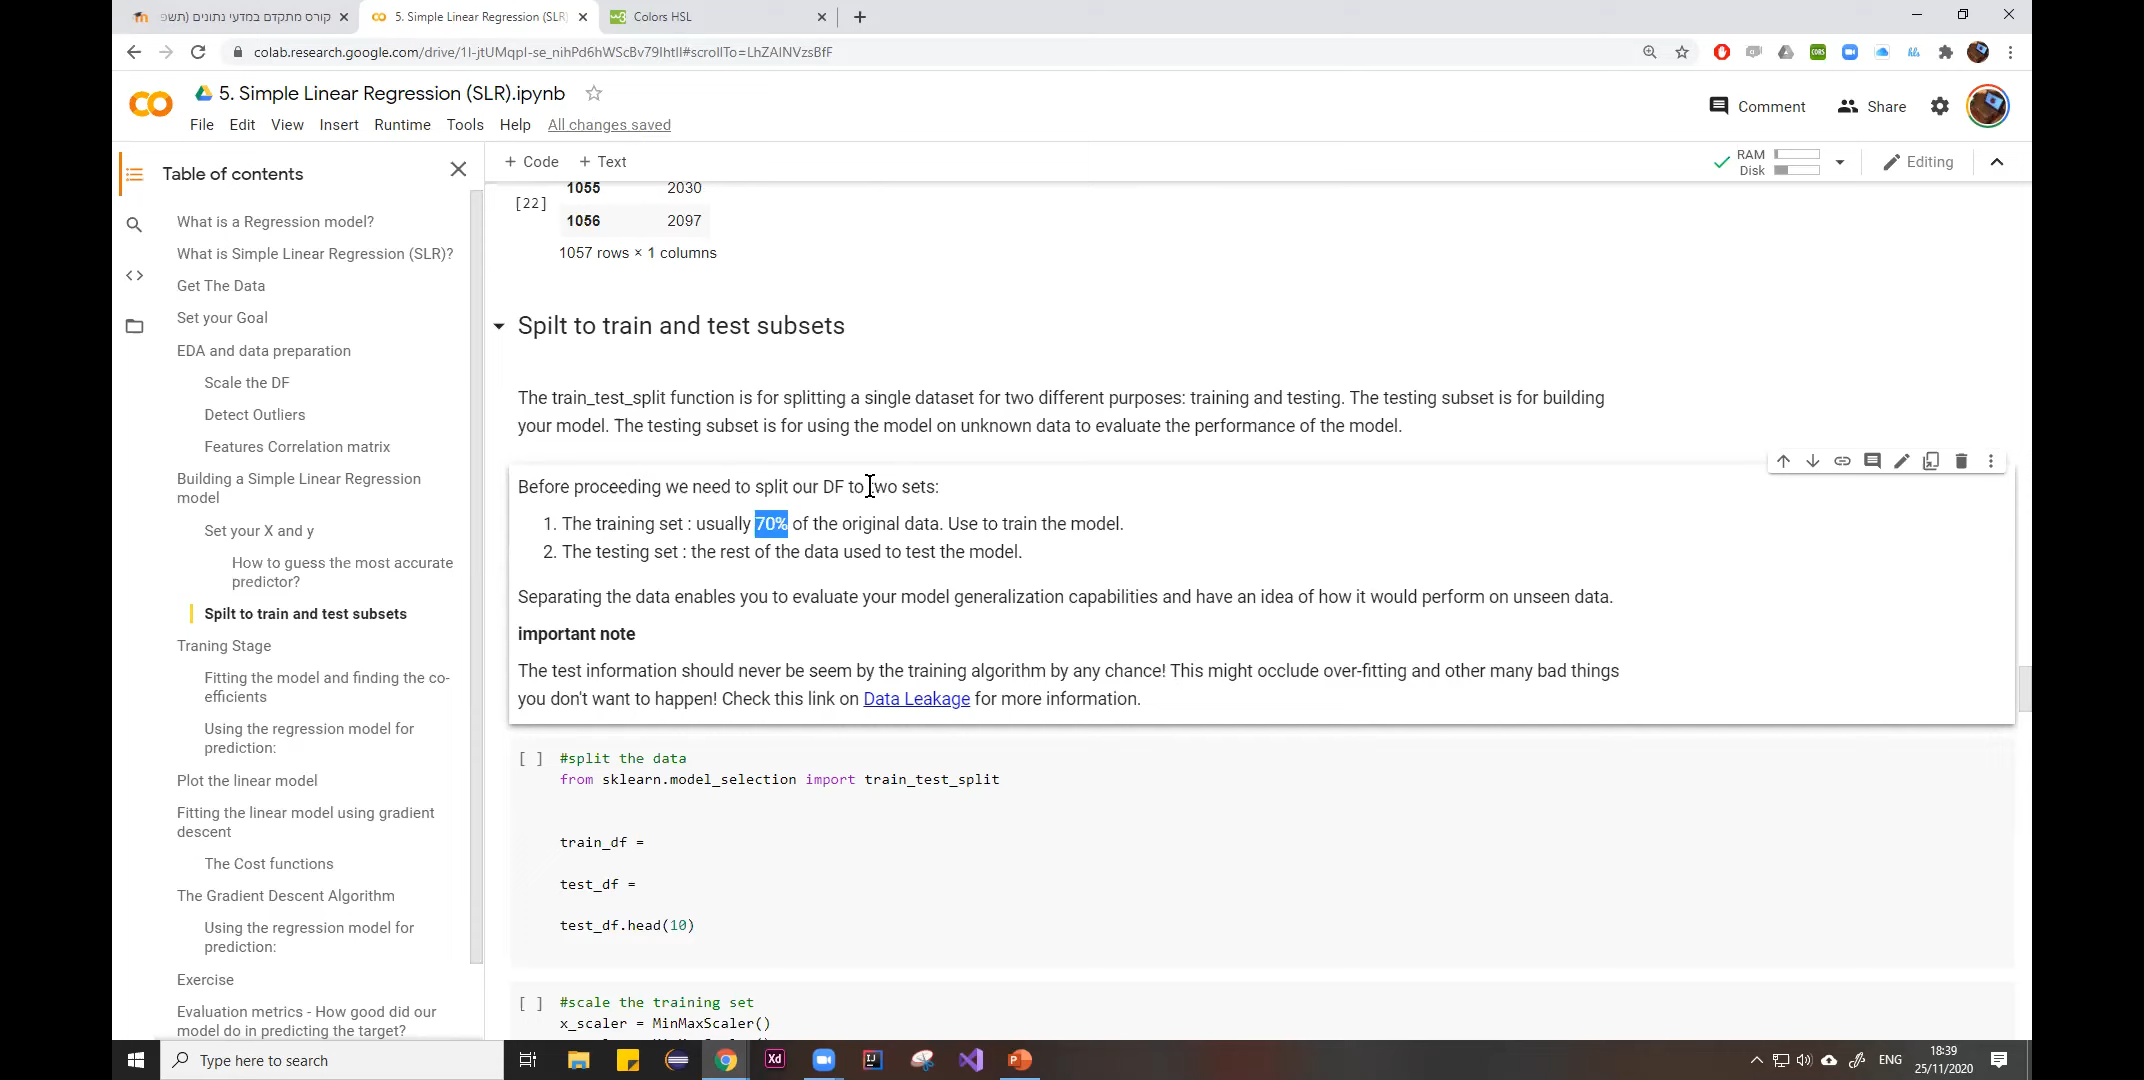 קורס מתקדם במדעי נתונים (תשפ
5. Simple Linear Regression (SLR
Colors HSL
colab.research.google.com/drive/1I-jtUMqpI-se_nihPd6hWScBv79IhtlI#scrollTo=LhZAlNVzsBfF
5. Simple Linear Regression (SLR).ipynb
Comment
Share
File Edit View Insert Runtime Tools Help All changes saved
Table of contents
+ Code + Text
RAM
Disk
Editing
What is a Regression model?
What is Simple Linear Regression (SLR)?
Get The Data
Set your Goal
EDA and data preparation
Scale the DF
Detect Outliers
Features Correlation matrix
Building a Simple Linear Regression
model
Set your X and y
How to guess the most accurate
predictor?
Spilt to train and test subsets
Traning Stage
Fitting the model and finding the co-
efficients
Using the regression model for
prediction:
Plot the linear model
Fitting the linear model using gradient
descent
The Cost functions
The Gradient Descent Algorithm
Using the regression model for
prediction:
Exercise
Evaluation metrics - How good did our
model do in predicting the target?
1055 2030
[22]
1056 2097
1057 rows × 1 columns
Spilt to train and test subsets
The train_test_split function is for splitting a single dataset for two different purposes: training and testing. The testing subset is for building
your model. The testing subset is for using the model on unknown data to evaluate the performance of the model.
Before proceeding we need to split our DF to two sets:
1. The training set : usually 70% of the original data. Use to train the model.
2. The testing set : the rest of the data used to test the model.
Separating the data enables you to evaluate your model generalization capabilities and have an idea of how it would perform on unseen data.
important note
The test information should never be seem by the training algorithm by any chance! This might occlude over-fitting and other many bad things
you don't want to happen! Check this link on Data Leakage for more information.
[ ] #split the data
from sklearn.model_selection import train_test_split
train_df =
test_df =
test_df.head(10)
[ ] #scale the training set
x_scaler = MinMaxScaler()
Type here to search
Xd
IJ
ENG
18:39
25/11/2020